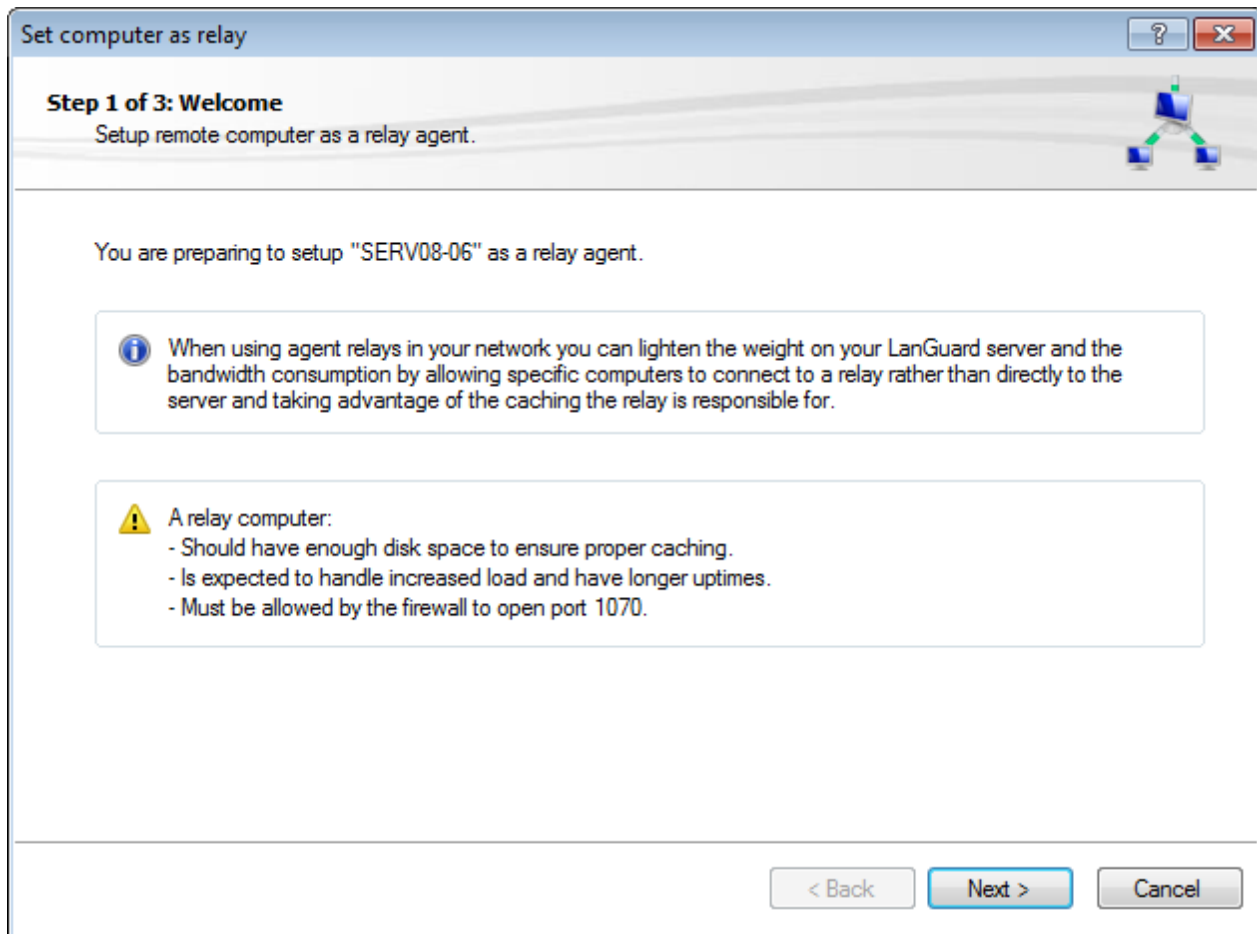 Set computer as relay
Step 1 of 3: Welcome
Setup remote computer as a relay agent.
You are preparing to setup "SERV08-06" as a relay agent.
When using agent relays in your network you can lighten the weight on your LanGuard server and the
bandwidth consumption by allowing specific computers to connect to a relay rather than directly to the
server and taking advantage of the caching the relay is responsible for.
A relay computer:
- Should have enough disk space to ensure proper caching.
- Is expected to handle increased load and have longer uptimes.
- Must be allowed by the firewall to open port 1070.
< Back Next > Cancel